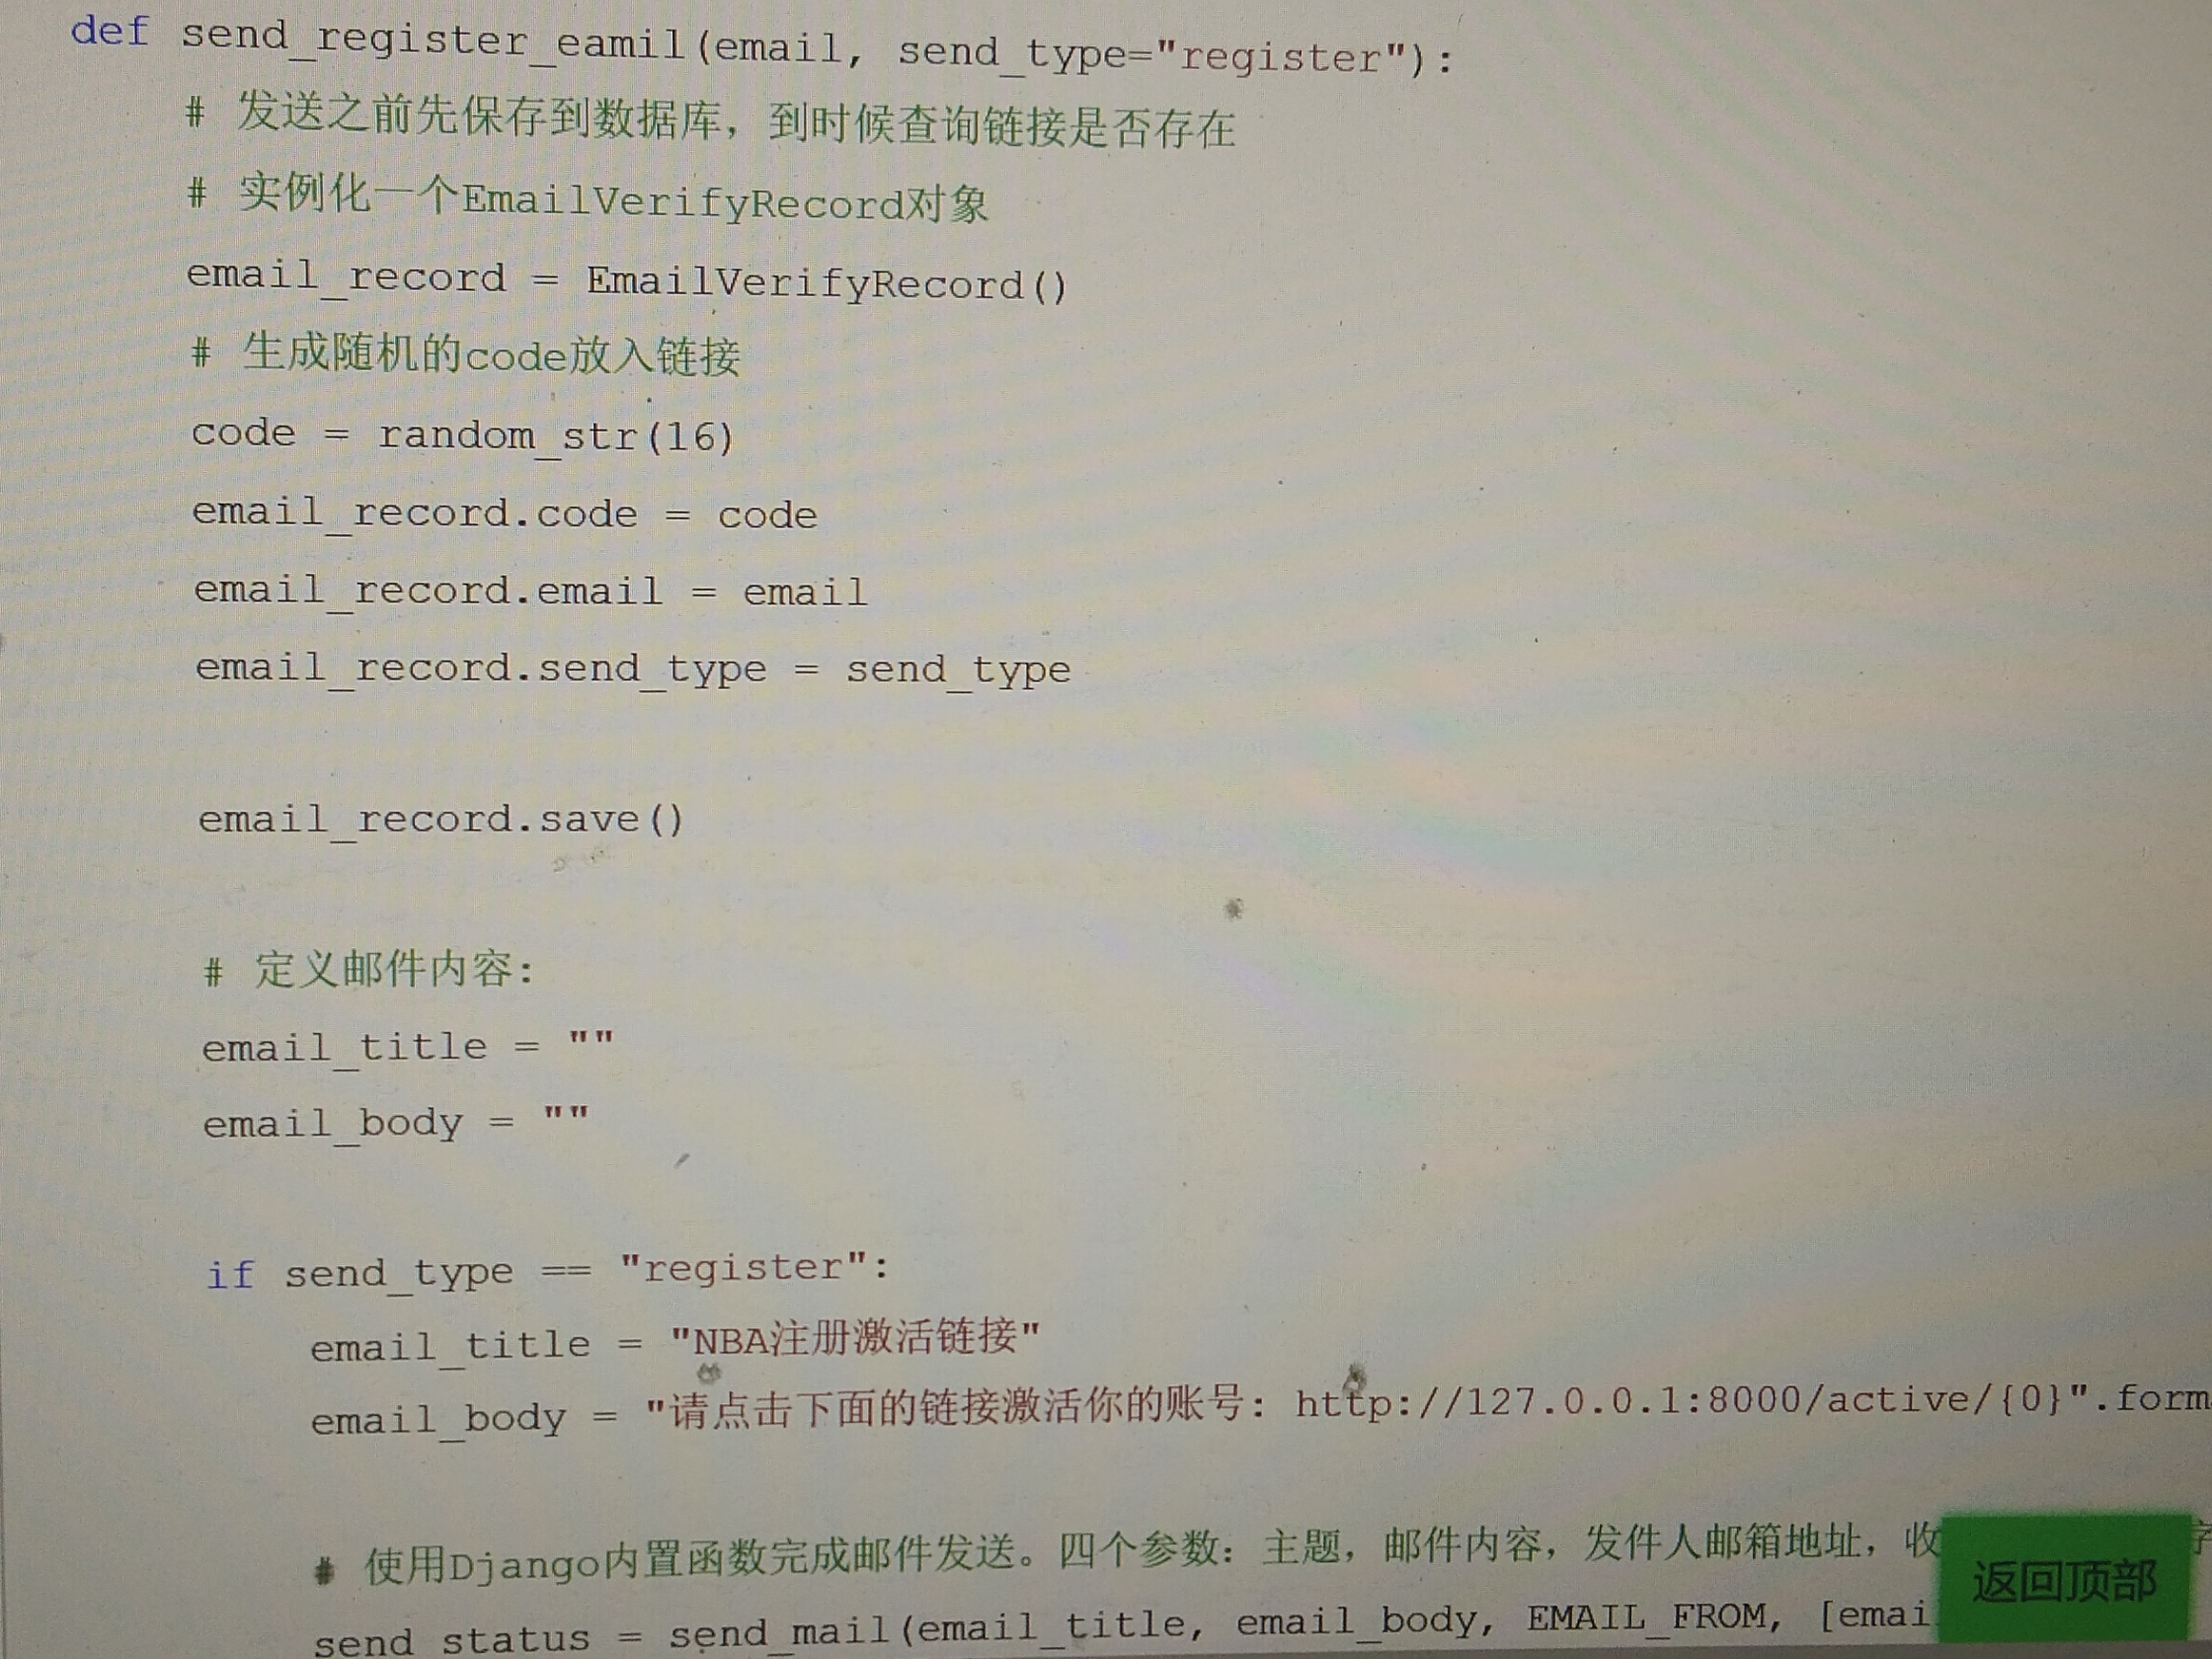 def send_register_eamil(email, send_type="register"):
# 发送之前先保存到数据库，到时候查询链接是否存在
# 实例化一个EmailVerifyRecord对象
email_record = EmailVerifyRecord()
# 生成随机的code放入链接
code = random_str(16)
email_record.code = code
email_record.email = email
email_record.send_type = send_type
email_record.save()
# 定义邮件内容:
email_title = ""
email_body = ""
if send_type == "register":
email_title = "NBA注册激活链接"
email_body = "请点击下面的链接激活你的账号: http://127.0.0.1:8000/active/{0}".form
# 使用Django内置函数完成邮件发送。四个参数：主题，邮件内容，发件人邮箱地址，收
send_status = send_mail(email_title, email_body, EMAIL_FROM, [emai
返回顶部